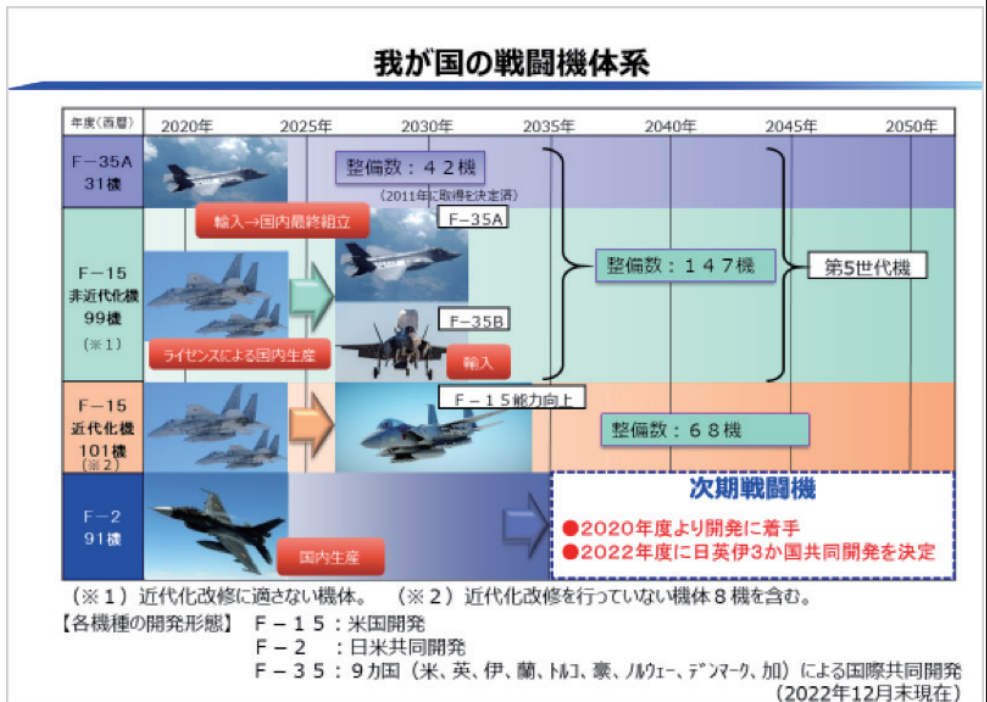 我が国の戦闘機体系
年度(西暦)
2020年 2025年 2030年 2035年 2040年 2045年 2050年
F-35A
31機
整備数：42機
(2011年に取得を決定済)
輸入→国内最終組立
F-35A
F-15
非近代化機
99機
(※1)
ライセンスによる国内生産
F-35B
輸入
整備数：147機
第5世代機
F-15
近代化機
101機
(※2)
F-15能力向上
整備数：68機
F-2
91機
国内生産
次期戦闘機
●2020年度より開発に着手
●2022年度に日英伊3か国共同開発を決定
(※1) 近代化改修に適さない機体。 (※2) 近代化改修を行っていない機体8機を含む。
【各機種の開発形態】 F-15：米国開発
F-2 ：日米共同開発
F-35：9カ国（米、英、伊、蘭、トルコ、豪、ノルウェー、デンマーク、加）による国際共同開発
(2022年12月末現在)